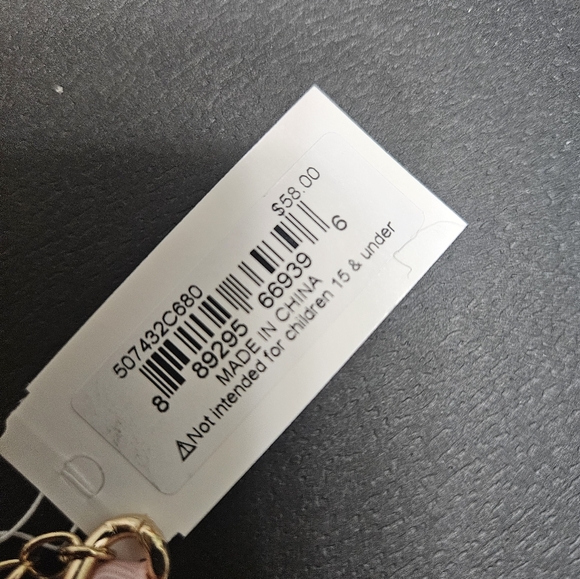 $58.00
507432C680
8 89295 66939 6
MADE IN CHINA
⚠Not intended for children 15 & under